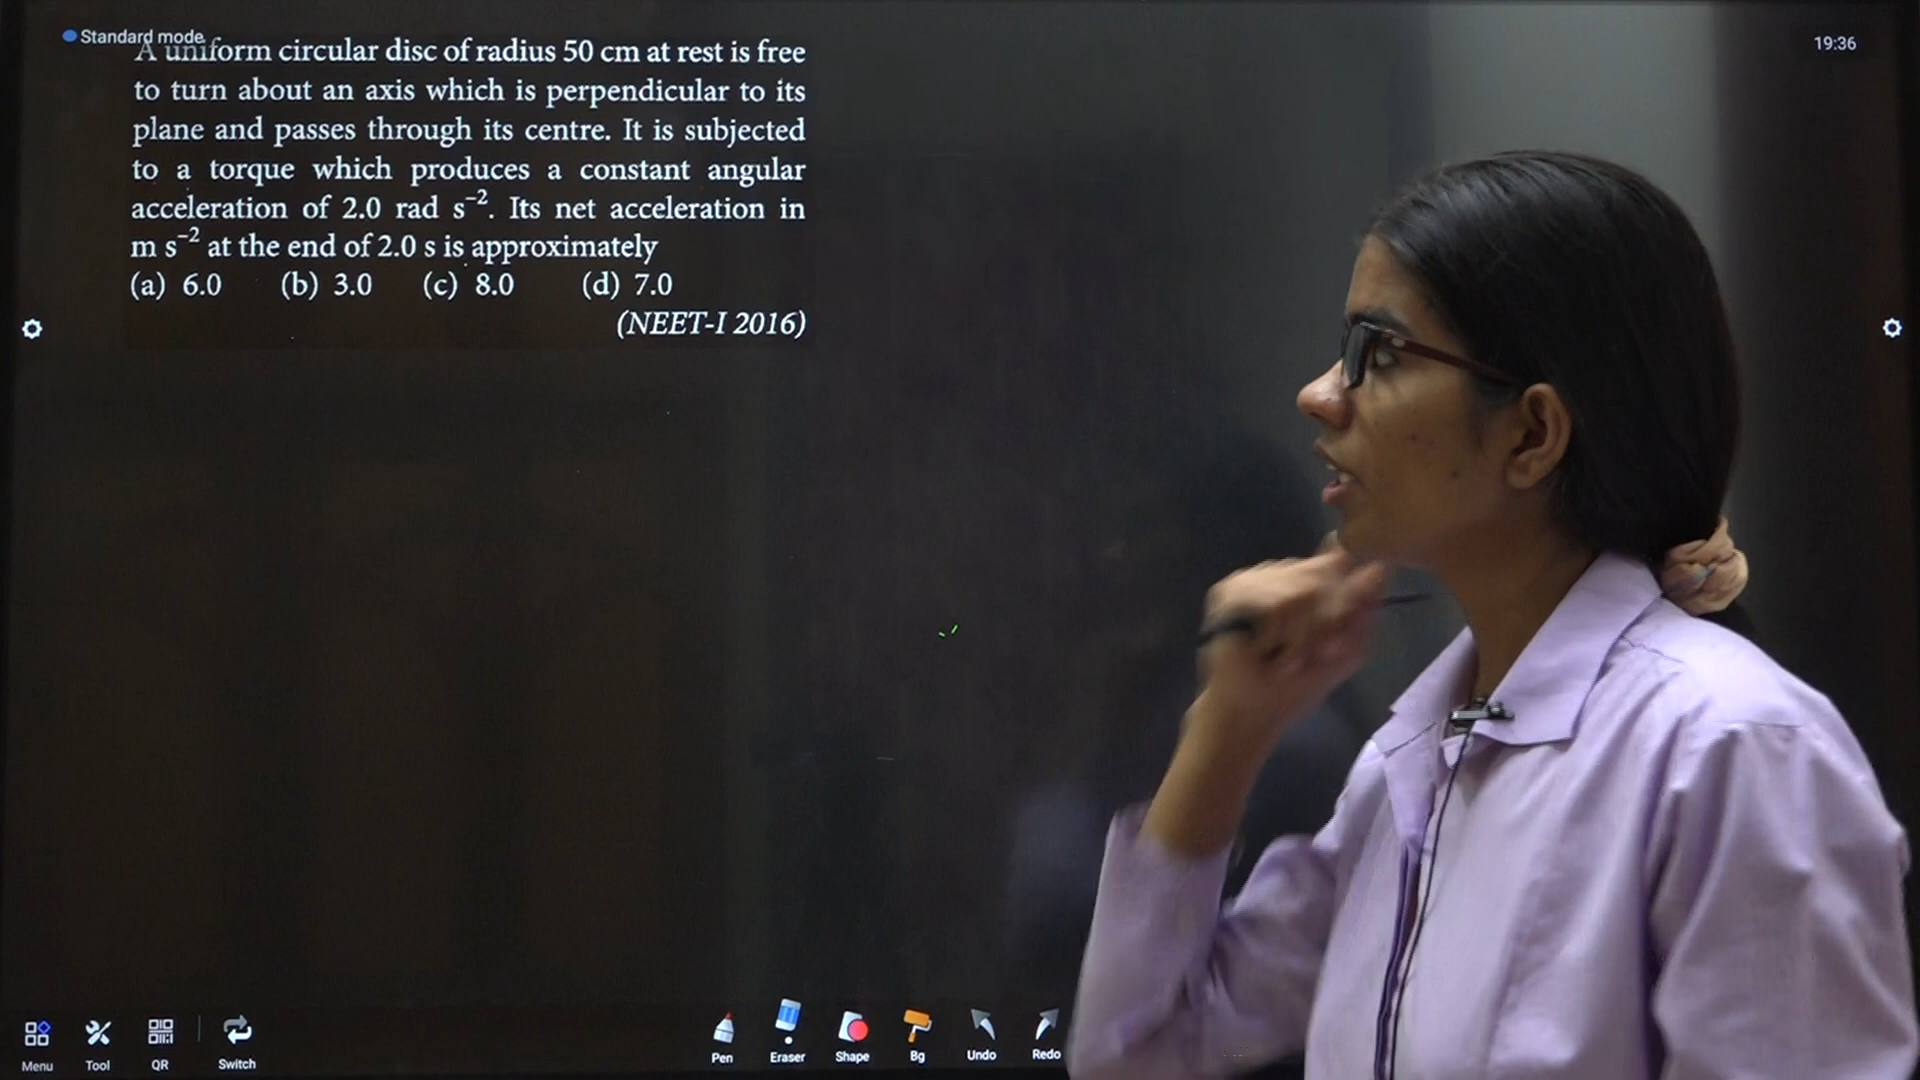 Standard mode
19:36
A uniform circular disc of radius 50 cm at rest is free
to turn about an axis which is perpendicular to its
plane and passes through its centre. It is subjected
to a torque which produces a constant angular
acceleration of 2.0 rad s⁻². Its net acceleration in
m s⁻² at the end of 2.0 s is approximately
(a) 6.0 (b) 3.0 (c) 8.0 (d) 7.0
(NEET-I 2016)
Menu Tool QR Switch Pen Eraser Shape Bg Undo Redo